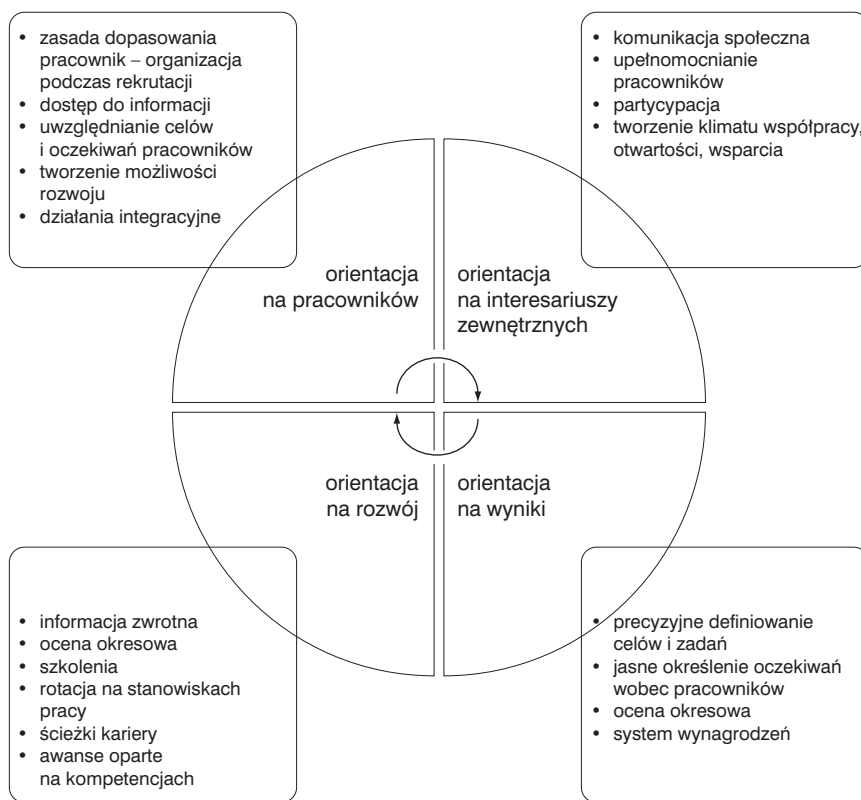 • zasada dopasowania
pracownik – organizacja
podczas rekrutacji
• dostęp do informacji
• uwzględnianie celów
i oczekiwań pracowników
• tworzenie możliwości
rozwoju
• działania integracyjne
• komunikacja społeczna
• upełnomocnianie
pracowników
• partycypacja
• tworzenie klimatu współpracy,
otwartości, wsparcia
orientacja
na pracowników
orientacja
na interesariuszy
zewnętrznych
orientacja
na rozwój
orientacja
na wyniki
• informacja zwrotna
• ocena okresowa
• szkolenia
• rotacja na stanowiskach
pracy
• ścieżki kariery
• awanse oparte
na kompetencjach
• precyzyjne definiowanie
celów i zadań
• jasne określenie oczekiwań
wobec pracowników
• ocena okresowa
• system wynagrodzeń